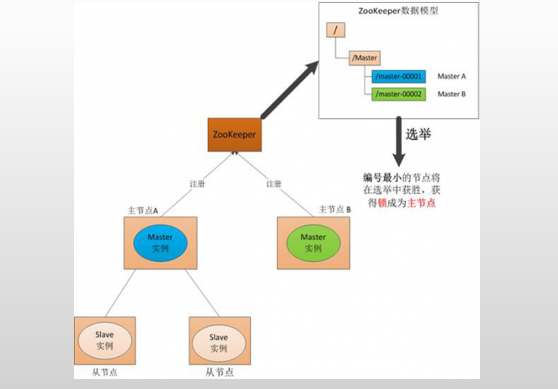 ZooKeeper数据模型
/
/Master
/master-00001 Master A
/master-00002 Master B
ZooKeeper
选举
编号最小的节点将
在选举中获胜，获
得锁成为主节点
注册 注册
主节点A 主节点 B
Master
实例
Master
实例
Slave
实例
Slave
实例
从节点 从节点